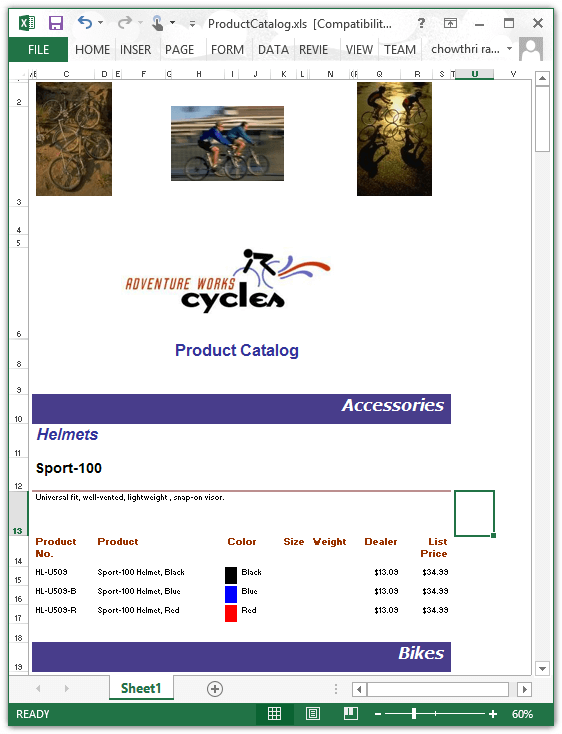 ProductCatalog.xls [Compatibilit...
FILE HOME INSER PAGE FORM DATA REVIE VIEW TEAM chowthri ra...
C D E F G H I J K L N Q R S T U V
2
3
4
5
ADVENTURE WORKS
cycles
6
Product Catalog
8
9
Accessories
10
Helmets
11
Sport-100
12
Universal fit, well-vented, lightweight , snap-on visor.
13
Product No. Product Color Size Weight Dealer List Price
14
HL-U509 Sport-100 Helmet, Black Black $13.09 $34.99
15
HL-U509-B Sport-100 Helmet, Blue Blue $13.09 $34.99
16
HL-U509-R Sport-100 Helmet, Red Red $13.09 $34.99
17
18
Bikes
19
Sheet1
READY 60%